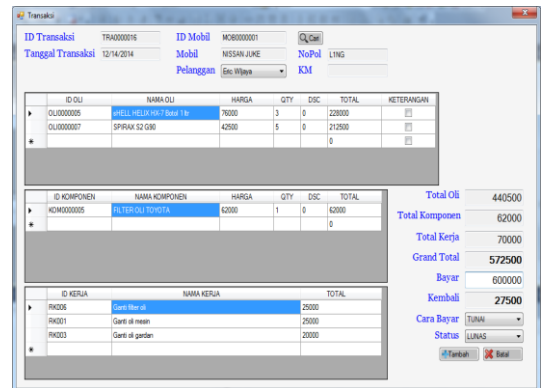 Transaksi
ID Transaksi TRA0000016 ID Mobil MOB0000001 Cari
Tanggal Transaksi 12/14/2014 Mobil NISSAN JUKE NoPol L1NG
Pelanggan Eric Wijaya KM
ID OLI NAMA OLI HARGA QTY DSC TOTAL KETERANGAN
OLI0000005 sHELL HELIX HX-7 Botol 1 ltr 76000 3 0 228000
OLI0000007 SPIRAX S2 G90 42500 5 0 212500
0
ID KOMPONEN NAMA KOMPONEN HARGA QTY DSC TOTAL
KOM0000005 FILTER OLI TOYOTA 62000 1 0 62000
0
Total Oli 440500
Total Komponen 62000
Total Kerja 70000
Grand Total 572500
Bayar 600000
Kembali 27500
Cara Bayar TUNAI
Status LUNAS
Tambah Batal
ID KERJA NAMA KERJA TOTAL
RK006 Ganti filter oli 25000
RK001 Ganti oli mesin 25000
RK003 Ganti oli gardan 20000